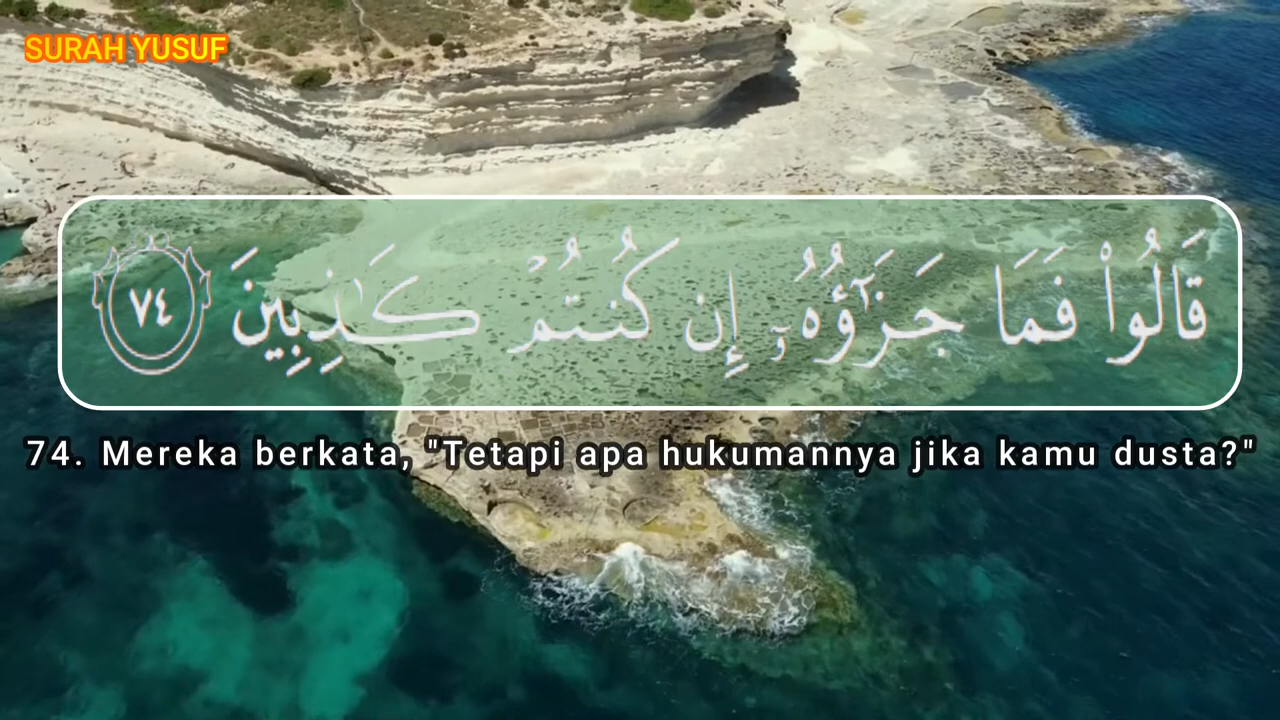 SURAH YUSUF
قَالُوا۟ فَمَا جَزَٰٓؤُهُۥٓ إِن كُنتُمْ كَـٰذِبِينَ ٧٤
74. Mereka berkata, "Tetapi apa hukumannya jika kamu dusta?"